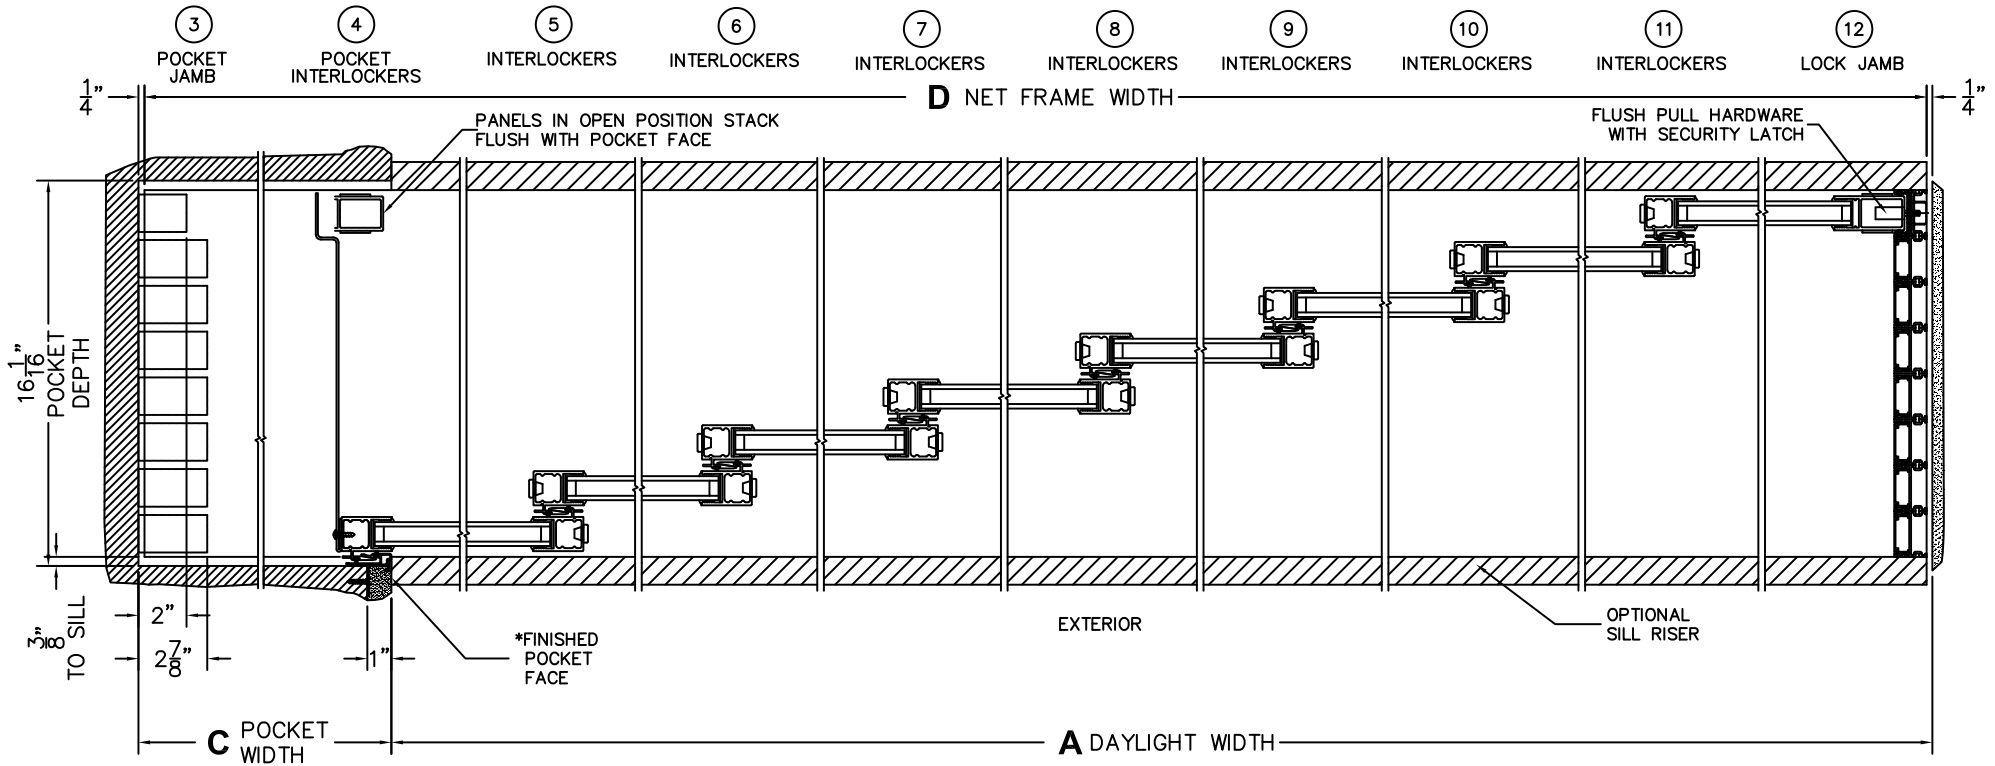 3
POCKET
JAMB
4
POCKET
INTERLOCKERS
5
INTERLOCKERS
6
INTERLOCKERS
7
INTERLOCKERS
8
INTERLOCKERS
9
INTERLOCKERS
10
INTERLOCKERS
11
INTERLOCKERS
12
LOCK JAMB
1/4"
D NET FRAME WIDTH
1/4"
PANELS IN OPEN POSITION STACK
FLUSH WITH POCKET FACE
FLUSH PULL HARDWARE
WITH SECURITY LATCH
16 1/16"
POCKET
DEPTH
3/8"
TO SILL
2"
2 7/8"
1"
*FINISHED
POCKET
FACE
EXTERIOR
OPTIONAL
SILL RISER
C POCKET
WIDTH
A DAYLIGHT WIDTH